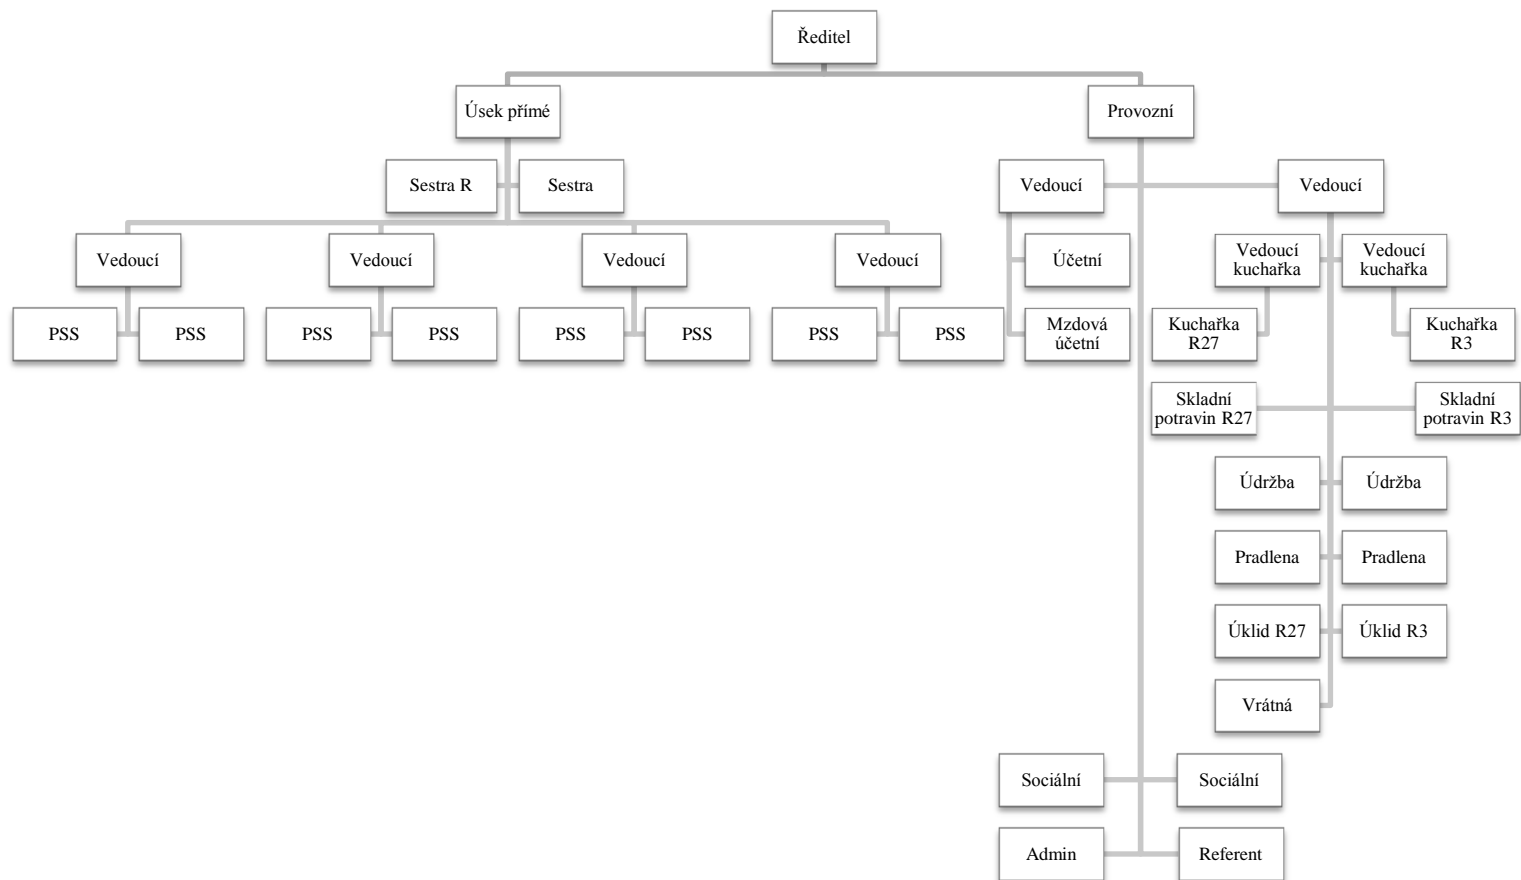 Ředitel
Úsek přímé
Provozní
Sestra R
Sestra
Vedoucí
Vedoucí
Vedoucí
Vedoucí
Vedoucí
Vedoucí
Účetní
Vedoucí
kuchařka
Vedoucí
kuchařka
PSS
PSS
PSS
PSS
PSS
PSS
PSS
PSS
Mzdová
účetní
Kuchařka
R27
Kuchařka
R3
Skladní
potravin R27
Skladní
potravin R3
Údržba
Údržba
Pradlena
Pradlena
Úklid R27
Úklid R3
Vrátná
Sociální
Sociální
Admin
Referent